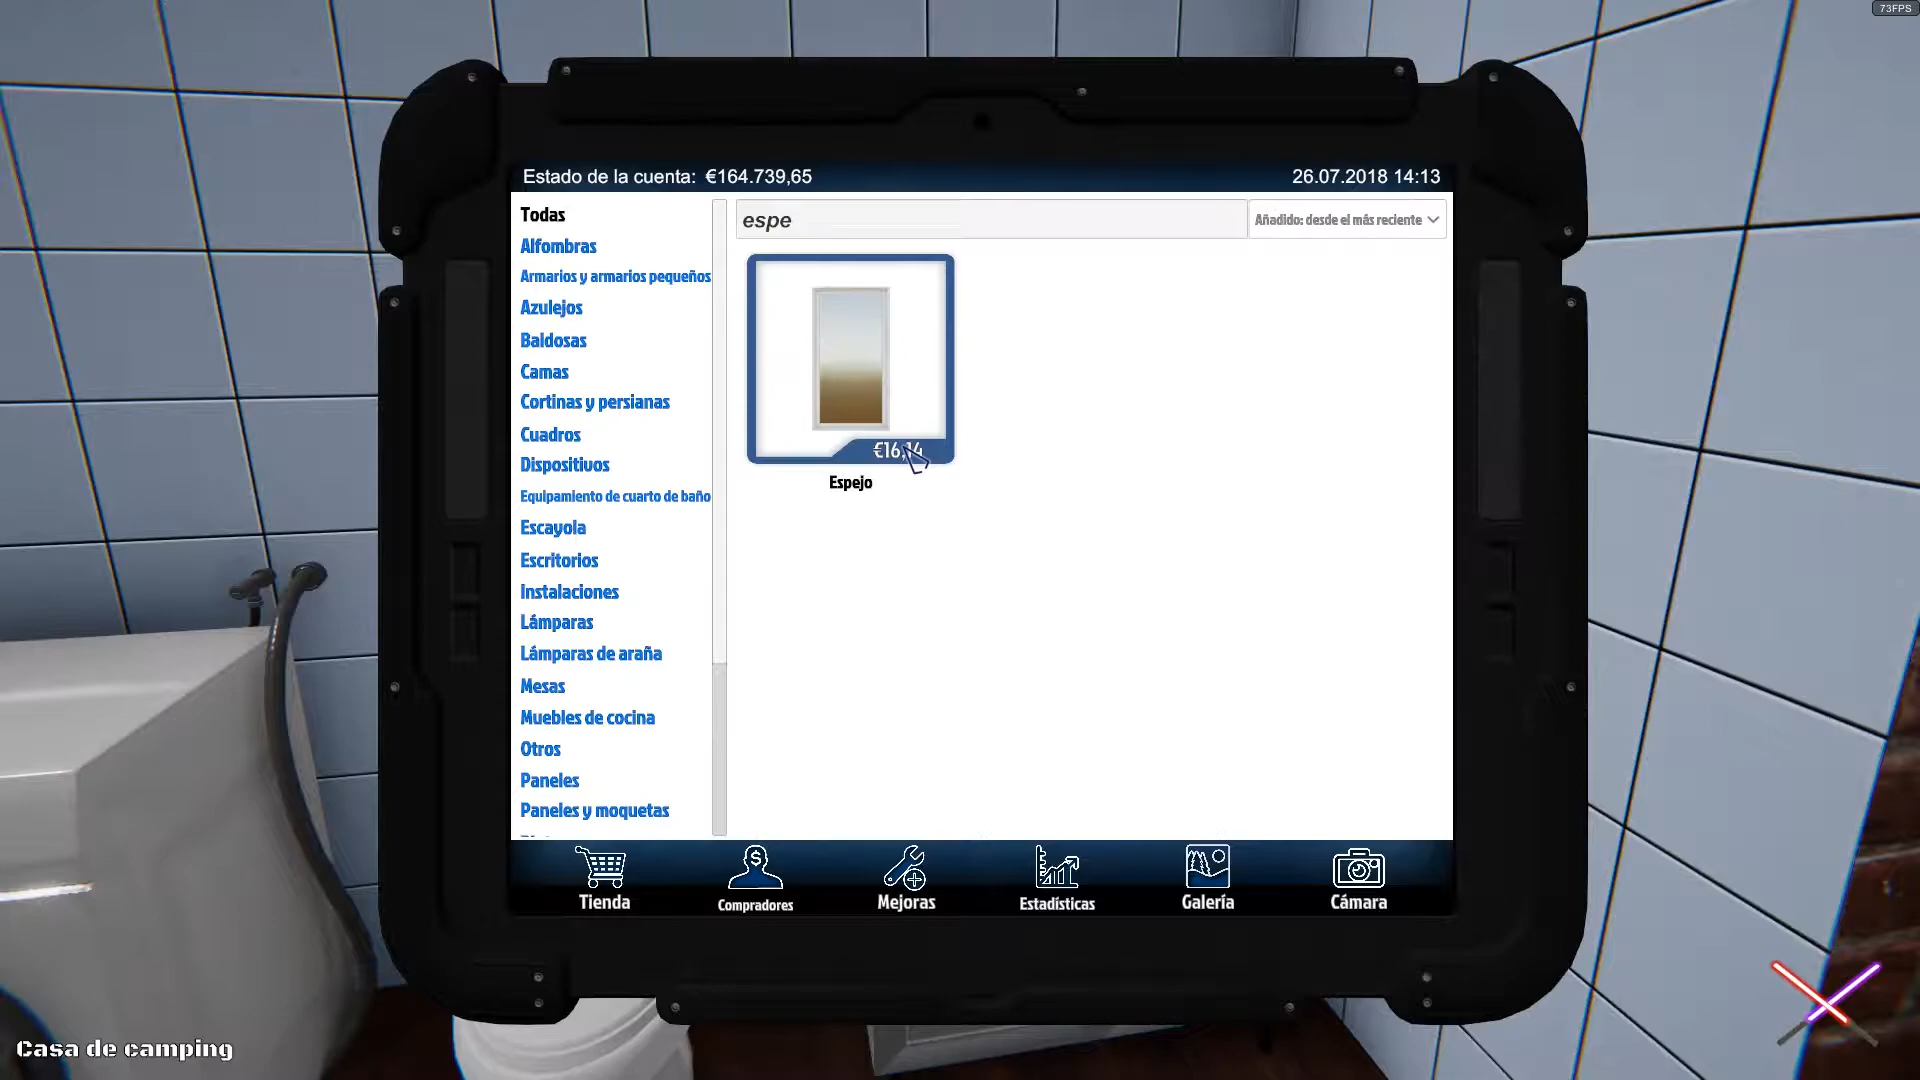 73FPS
Estado de la cuenta: €164.739,65
26.07.2018 14:13
Todas
Alfombras
Armarios y armarios pequeños
Azulejos
Baldosas
Camas
Cortinas y persianas
Cuadros
Dispositivos
Equipamiento de cuarto de baño
Escayola
Escritorios
Instalaciones
Lámparas
Lámparas de araña
Mesas
Muebles de cocina
Otros
Paneles
Paneles y moquetas
espe
Añadido: desde el más reciente
€16,14
Espejo
Tienda
Compradores
Mejoras
Estadísticas
Galería
Cámara
Casa de camping